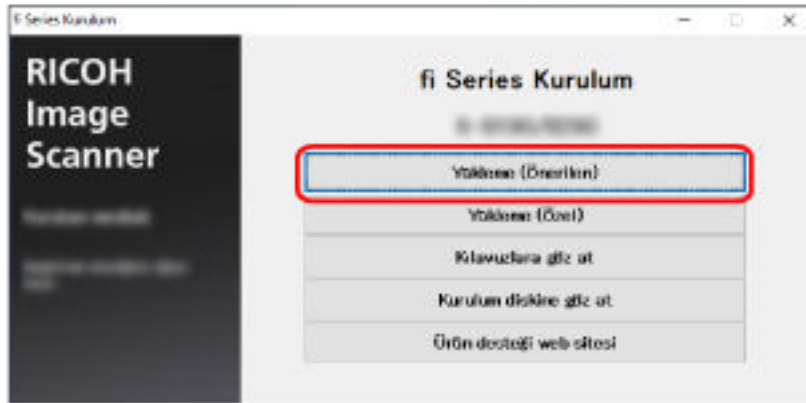 fi Series Kurulum
RICOH
Image
Scanner
fi Series Kurulum
Yükleme (Önerilen)
Yükleme (Özel)
Kılavuzlara göz at
Kurulum diskine göz at
Ürün desteği web sitesi